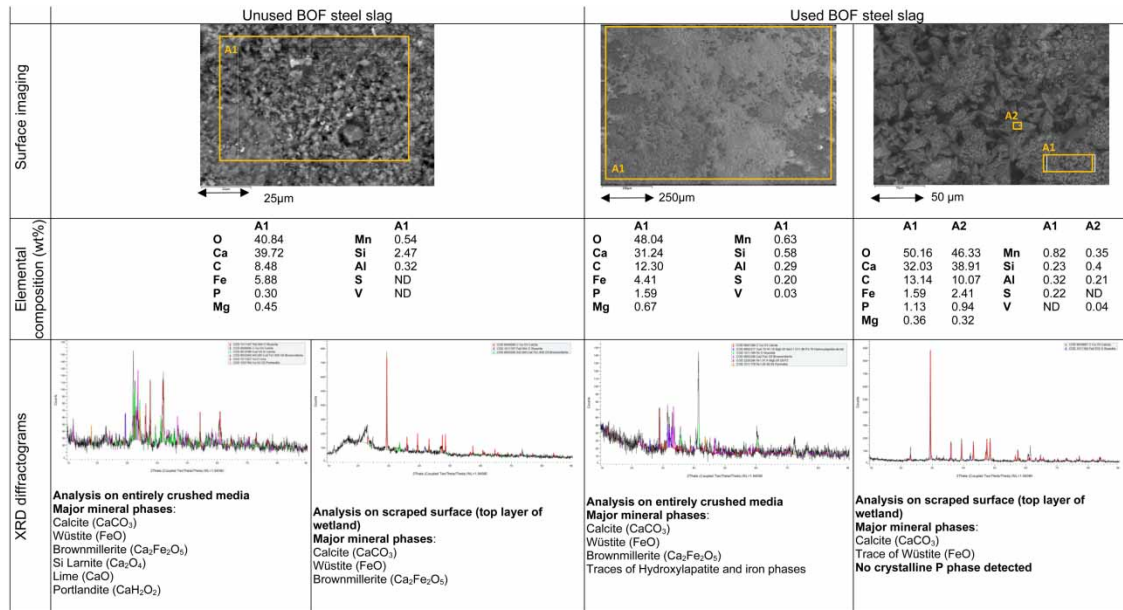 Unused BOF steel slag
Used BOF steel slag
Surface imaging
A1
25µm
A1
250µm
A2
A1
50 µm
Elemental composition (wt%)
A1 A1
O 40.84 Mn 0.54
Ca 39.72 Si 2.47
C 8.48 Al 0.32
Fe 5.88 S ND
P 0.30 V ND
Mg 0.45
A1 A1
O 48.04 Mn 0.63
Ca 31.24 Si 0.58
C 12.30 Al 0.29
Fe 4.41 S 0.20
P 1.59 V 0.03
Mg 0.67
A1 A2 A1 A2
O 50.16 46.33 Mn 0.82 0.35
Ca 32.03 38.91 Si 0.23 0.4
C 13.14 10.07 Al 0.32 0.21
Fe 1.59 2.41 S 0.22 ND
P 1.13 0.94 V ND 0.04
Mg 0.36 0.32
XRD diffractograms
Analysis on entirely crushed media
Major mineral phases:
Calcite (CaCO₃)
Wüstite (FeO)
Brownmillerite (Ca₂Fe₂O₅)
Si Larnite (Ca₂O₄)
Lime (CaO)
Portlandite (CaH₂O₂)
Analysis on scraped surface (top layer of
wetland)
Major mineral phases:
Calcite (CaCO₃)
Wüstite (FeO)
Brownmillerite (Ca₂Fe₂O₅)
Analysis on entirely crushed media
Major mineral phases:
Calcite (CaCO₃)
Wüstite (FeO)
Brownmillerite (Ca₂Fe₂O₅)
Traces of Hydroxylapatite and iron phases
Analysis on scraped surface (top layer of
wetland)
Major mineral phases:
Calcite (CaCO₃)
Trace of Wüstite (FeO)
No crystalline P phase detected